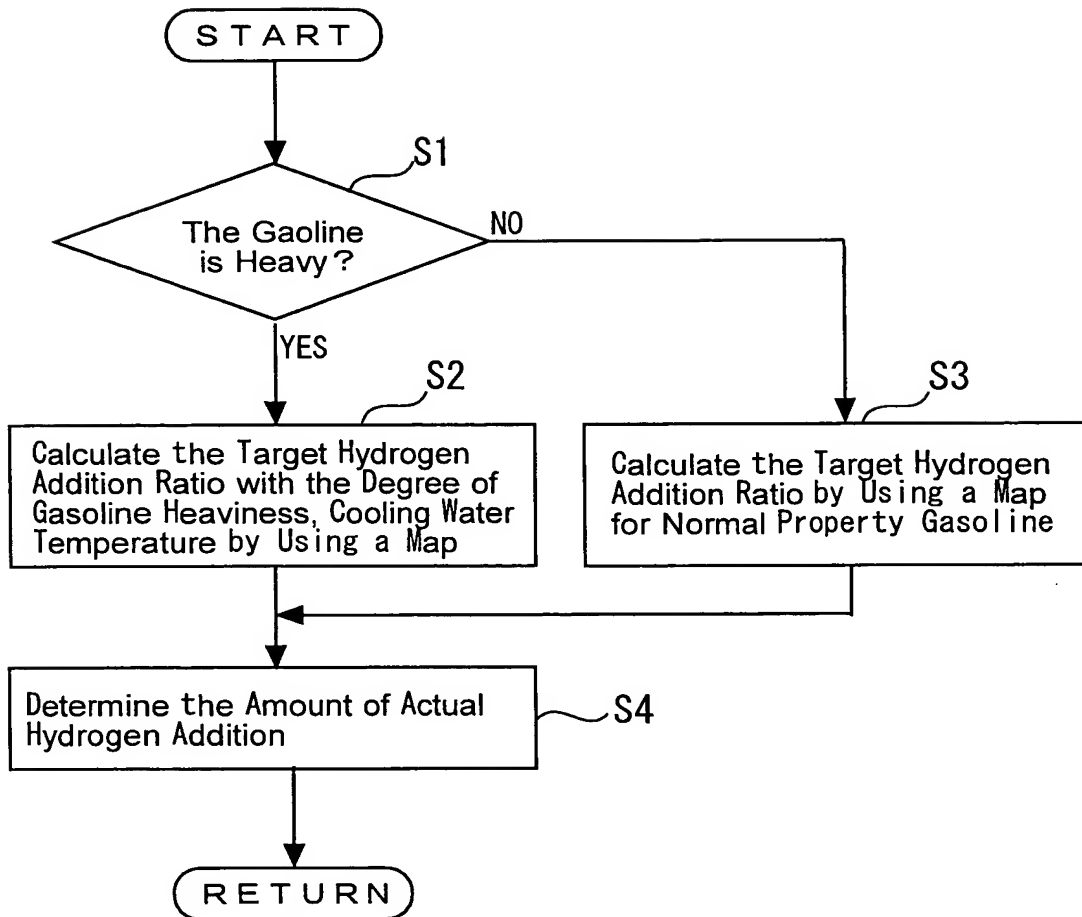 START
S1
The Gaoline
is Heavy?
NO
YES
S2
Calculate the Target Hydrogen
Addition Ratio with the Degree of
Gasoline Heaviness, Cooling Water
Temperature by Using a Map
S3
Calculate the Target Hydrogen
Addition Ratio by Using a Map
for Normal Property Gasoline
Determine the Amount of Actual
Hydrogen Addition
S4
RETURN